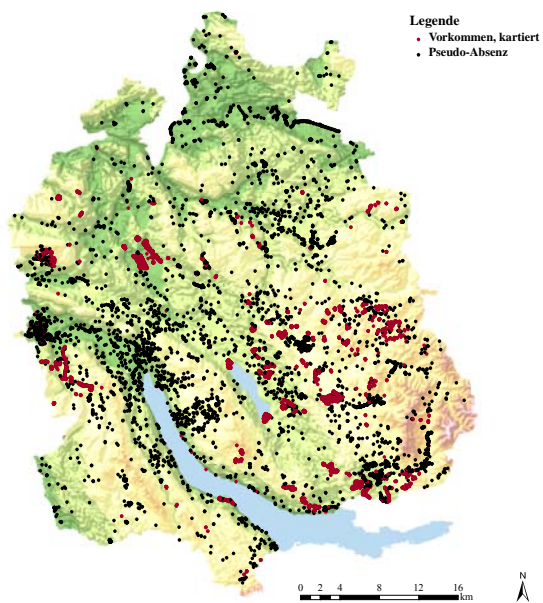 Legende
Vorkommen, kartiert
Pseudo-Absenz
N
0 2 4 8 12 16
km